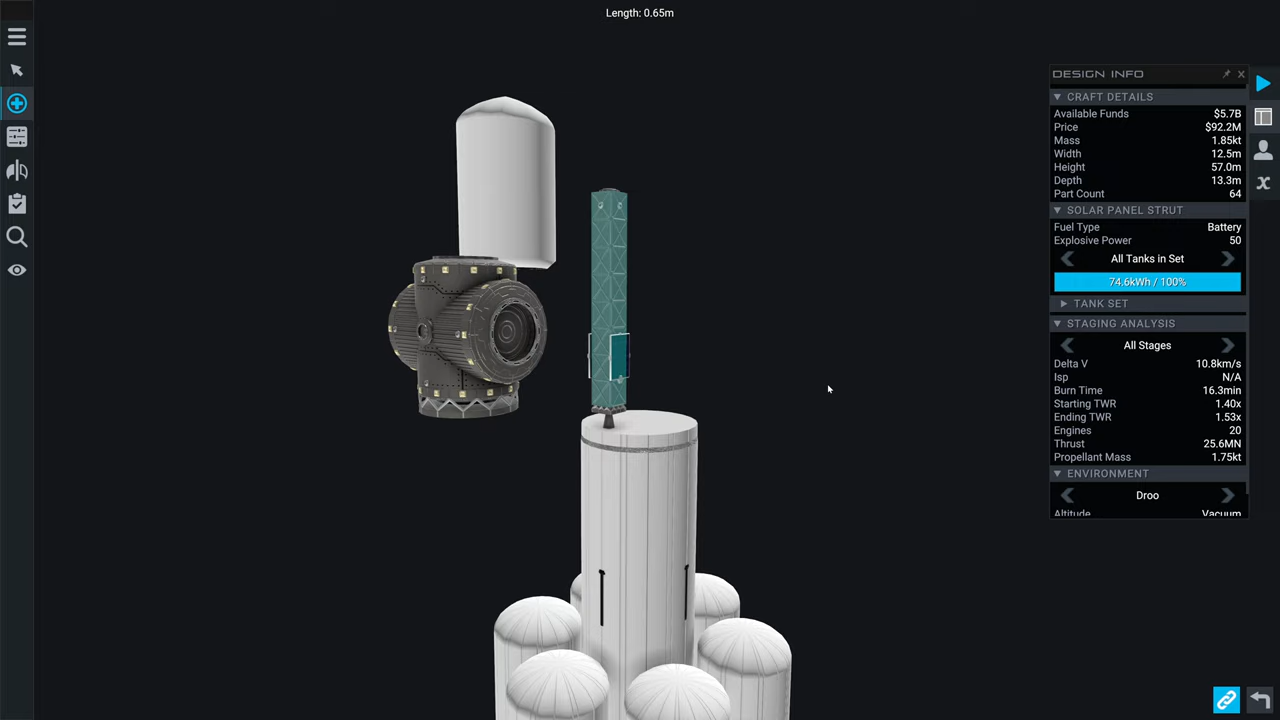 Length: 0.65m
DESIGN INFO
CRAFT DETAILS
Available Funds $5.7B
Price $92.2M
Mass 1.85kt
Width 12.5m
Height 57.0m
Depth 13.3m
Part Count 64
SOLAR PANEL STRUT
Fuel Type Battery
Explosive Power 50
All Tanks in Set
74.6kWh / 100%
TANK SET
STAGING ANALYSIS
All Stages
Delta V 10.8km/s
Isp N/A
Burn Time 16.3min
Starting TWR 1.40x
Ending TWR 1.53x
Engines 20
Thrust 25.6MN
Propellant Mass 1.75kt
ENVIRONMENT
Droo
Altitude Vacuum